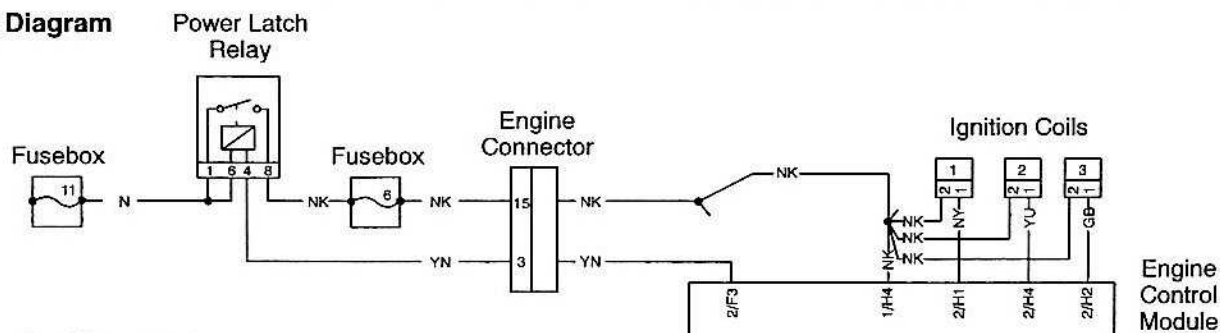 Diagram
Power Latch
Relay
Fusebox
11
N
1 6 4 8
NK
Fusebox
6
NK
YN
Engine
Connector
15
3
NK
YN
NK
NK
NK
NK
NK
Ignition Coils
1
2
3
2 1
2 1
2 1
NY
YU
GB
2/F3
1/H4
2/H1
2/H4
2/H2
Engine
Control
Module